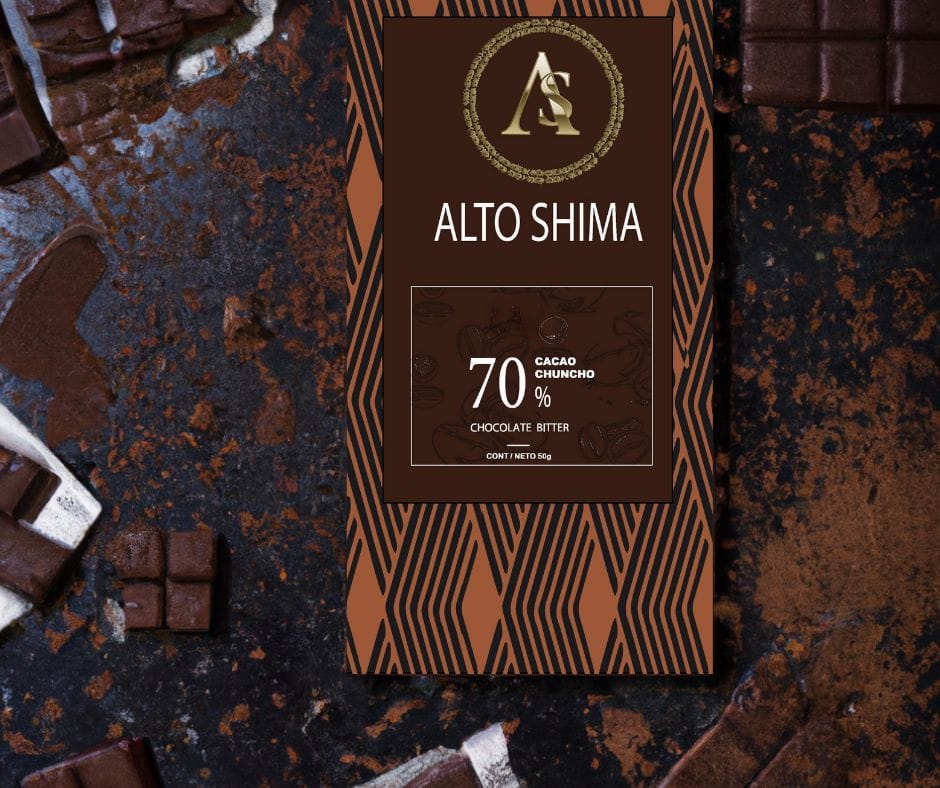 AS
ALTO SHIMA
70 CACAO
CHUNCHO
%
CHOCOLATE BITTER
CONT / NETO 50g